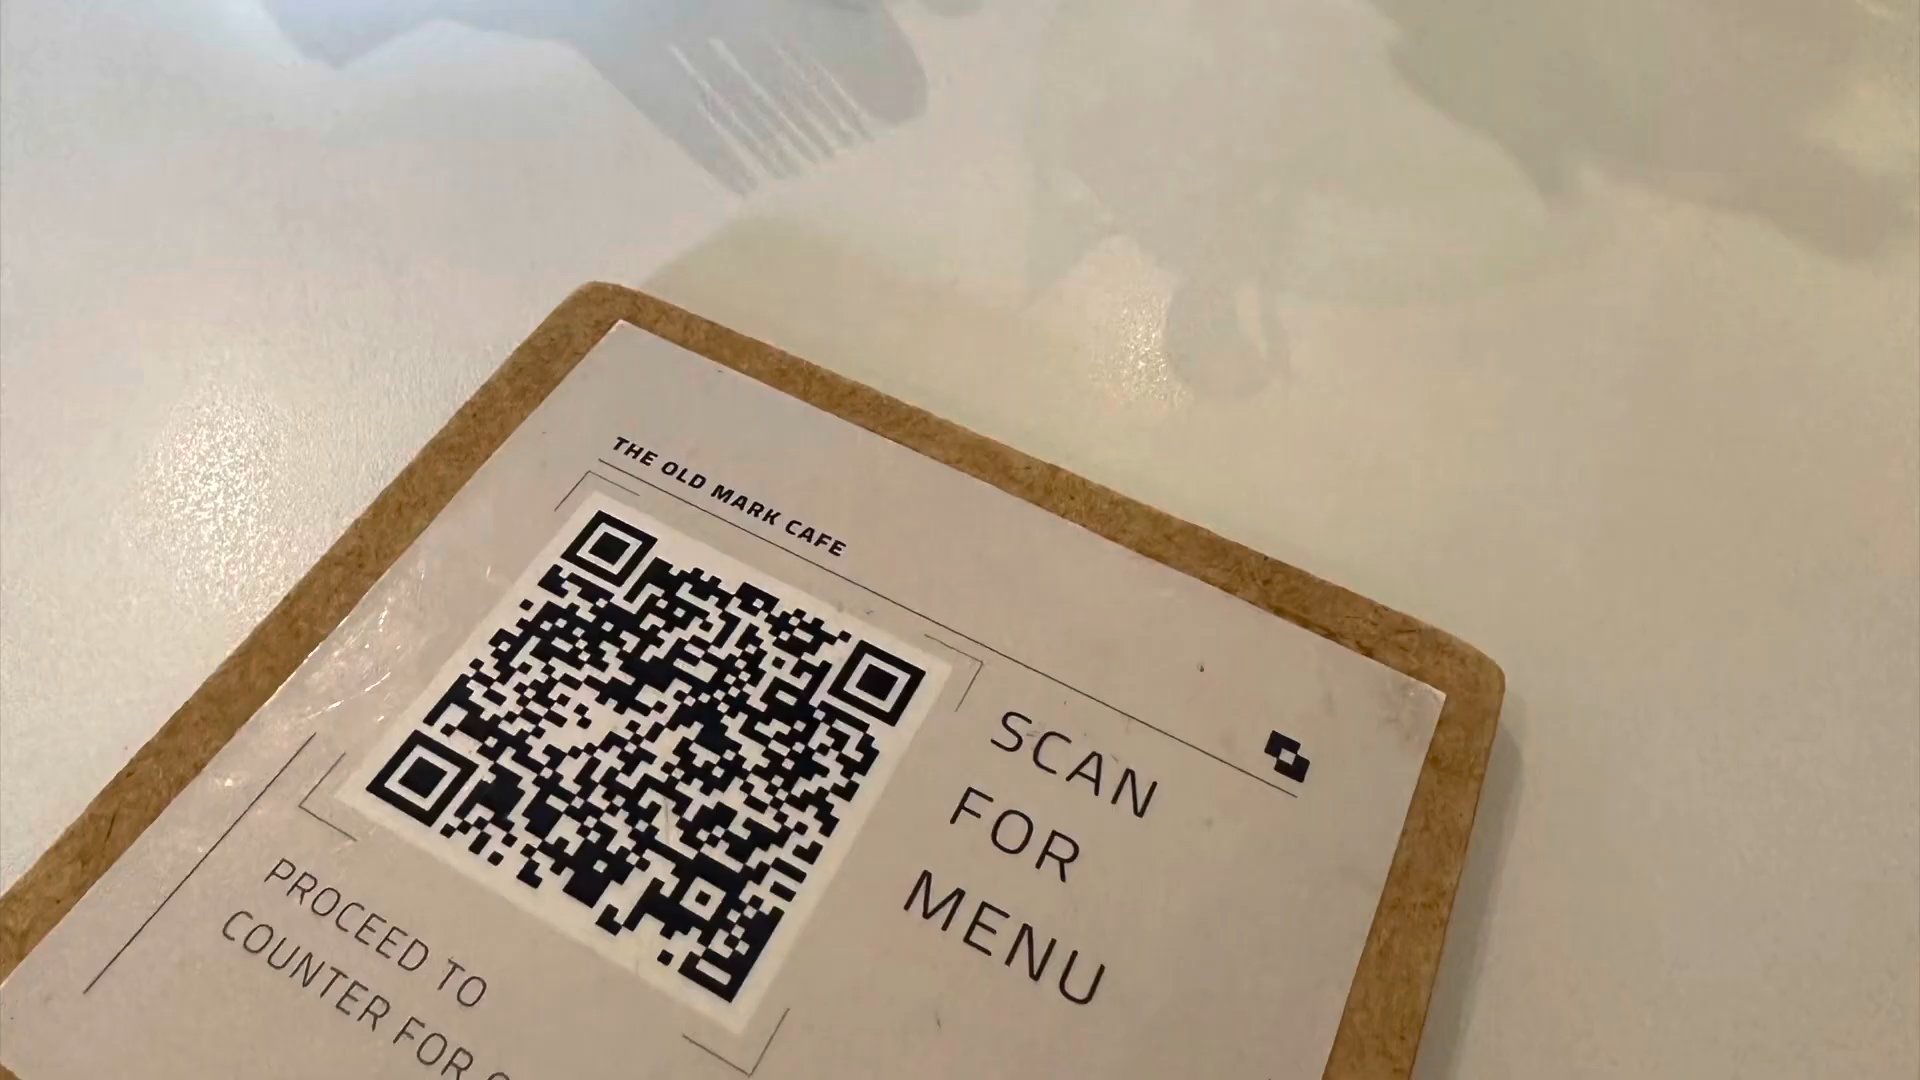 THE OLD MARK CAFE
SCAN
FOR
MENU
PROCEED TO
COUNTER FOR